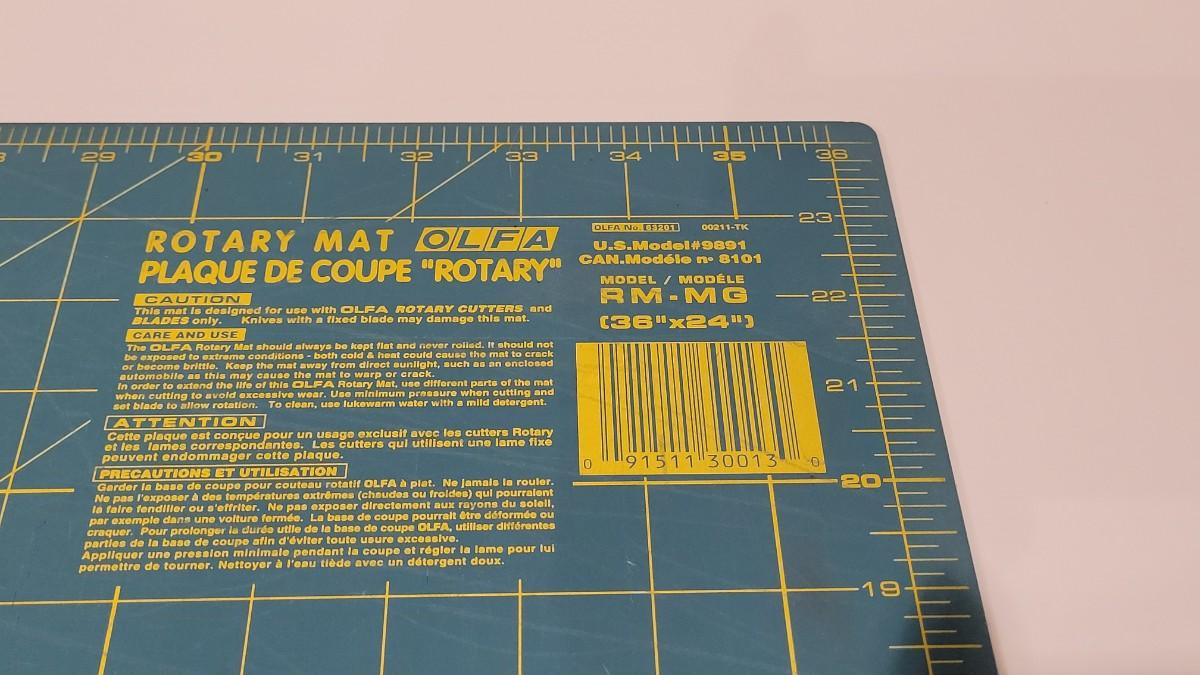 29 30 31 32 33 34 35 36
23
ROTARY MAT OLFA
PLAQUE DE COUPE "ROTARY"
CAUTION
This mat is designed for use with OLFA ROTARY CUTTERS and
BLADES only. Knives with a fixed blade may damage this mat.
CARE AND USE
The OLFA Rotary Mat should always be kept flat and never rolled. It should not
be exposed to extreme conditions - both cold & heat could cause the mat to crack
or become brittle. Keep the mat away from direct sunlight, such as an enclosed
automobile as this may cause the mat to warp or crack.
In order to extend the life of this OLFA Rotary Mat, use different parts of the mat
when cutting to avoid excessive wear. Use minimum pressure when cutting and
set blade to allow rotation. To clean, use lukewarm water with a mild detergent.
ATTENTION
Cette plaque est conçue pour un usage exclusif avec les cutters Rotary
et les lames correspondantes. Les cutters qui utilisent une lame fixe
peuvent endommager cette plaque.
PRECAUTIONS ET UTILISATION
Garder la base de coupe pour couteau rotatif OLFA à plat. Ne jamais la rouler.
Ne pas l'exposer à des températures extrêmes (chaudes ou froides) qui pourraient
la faire fendiller ou s'effriter. Ne pas exposer directement aux rayons du soleil,
par exemple dans une voiture fermée. La base de coupe pourrait être déformée ou
craquer. Pour prolonger la durée utile de la base de coupe OLFA, utiliser différentes
parties de la base de coupe afin d'éviter toute usure excessive.
Appliquer une pression minimale pendant la coupe et régler la lame pour lui
permettre de tourner. Nettoyer à l'eau tiède avec un détergent doux.
OLFA No. 63201 00211-TK
U.S.Model#9891
CAN.Modéle nº 8101
MODEL / MODÉLE
RM-MG
(36"x24")
0 91511 30013 0
22
21
20
19